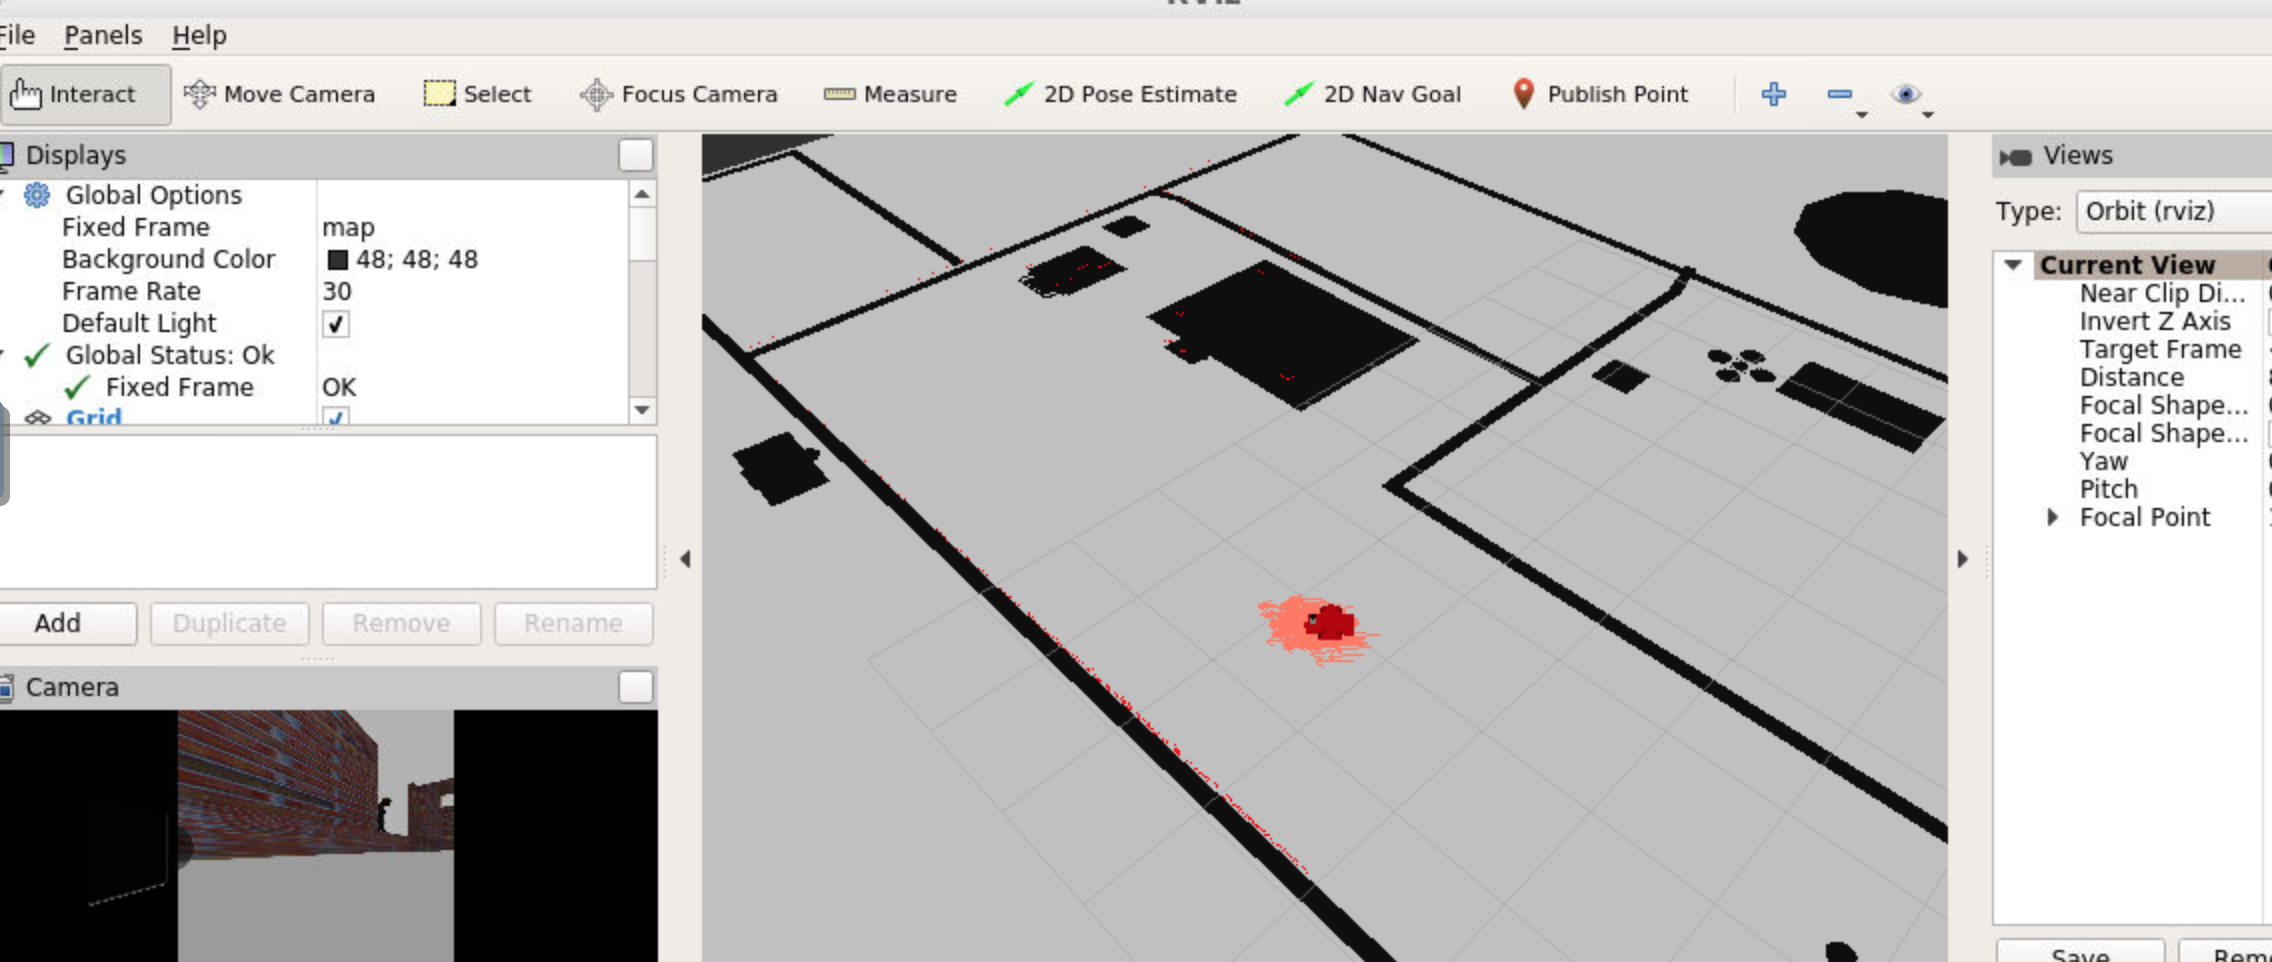 File Panels Help
Interact Move Camera Select Focus Camera Measure 2D Pose Estimate 2D Nav Goal Publish Point
Displays
Global Options
Fixed Frame map
Background Color 48; 48; 48
Frame Rate 30
Default Light
Global Status: Ok
Fixed Frame OK
Grid
Add Duplicate Remove Rename
Camera
Views
Type: Orbit (rviz)
Current View
Near Clip Di...
Invert Z Axis
Target Frame
Distance
Focal Shape...
Focal Shape...
Yaw
Pitch
Focal Point
Save